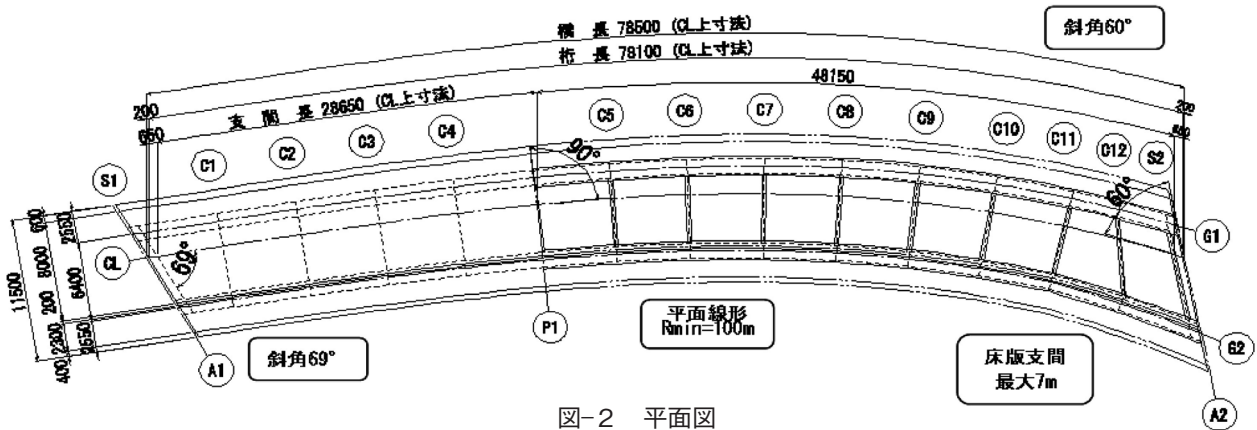 橋 長 78500 (CL上寸法)
桁 長 78100 (CL上寸法)
斜角60°
48150
200
200
支 間 長 28650 (CL上寸法)
650
C1
C2
C3
C4
C5
C6
C7
C8
C9
C10
C11
C12
S2
S1
90°
60°
G1
CL
69°
600
2550
8000
11500
6400
200
2300
2550
400
A1
斜角69°
P1
平面線形
Rmin=100m
床版支間
最大7m
G2
A2
図-2 平面図